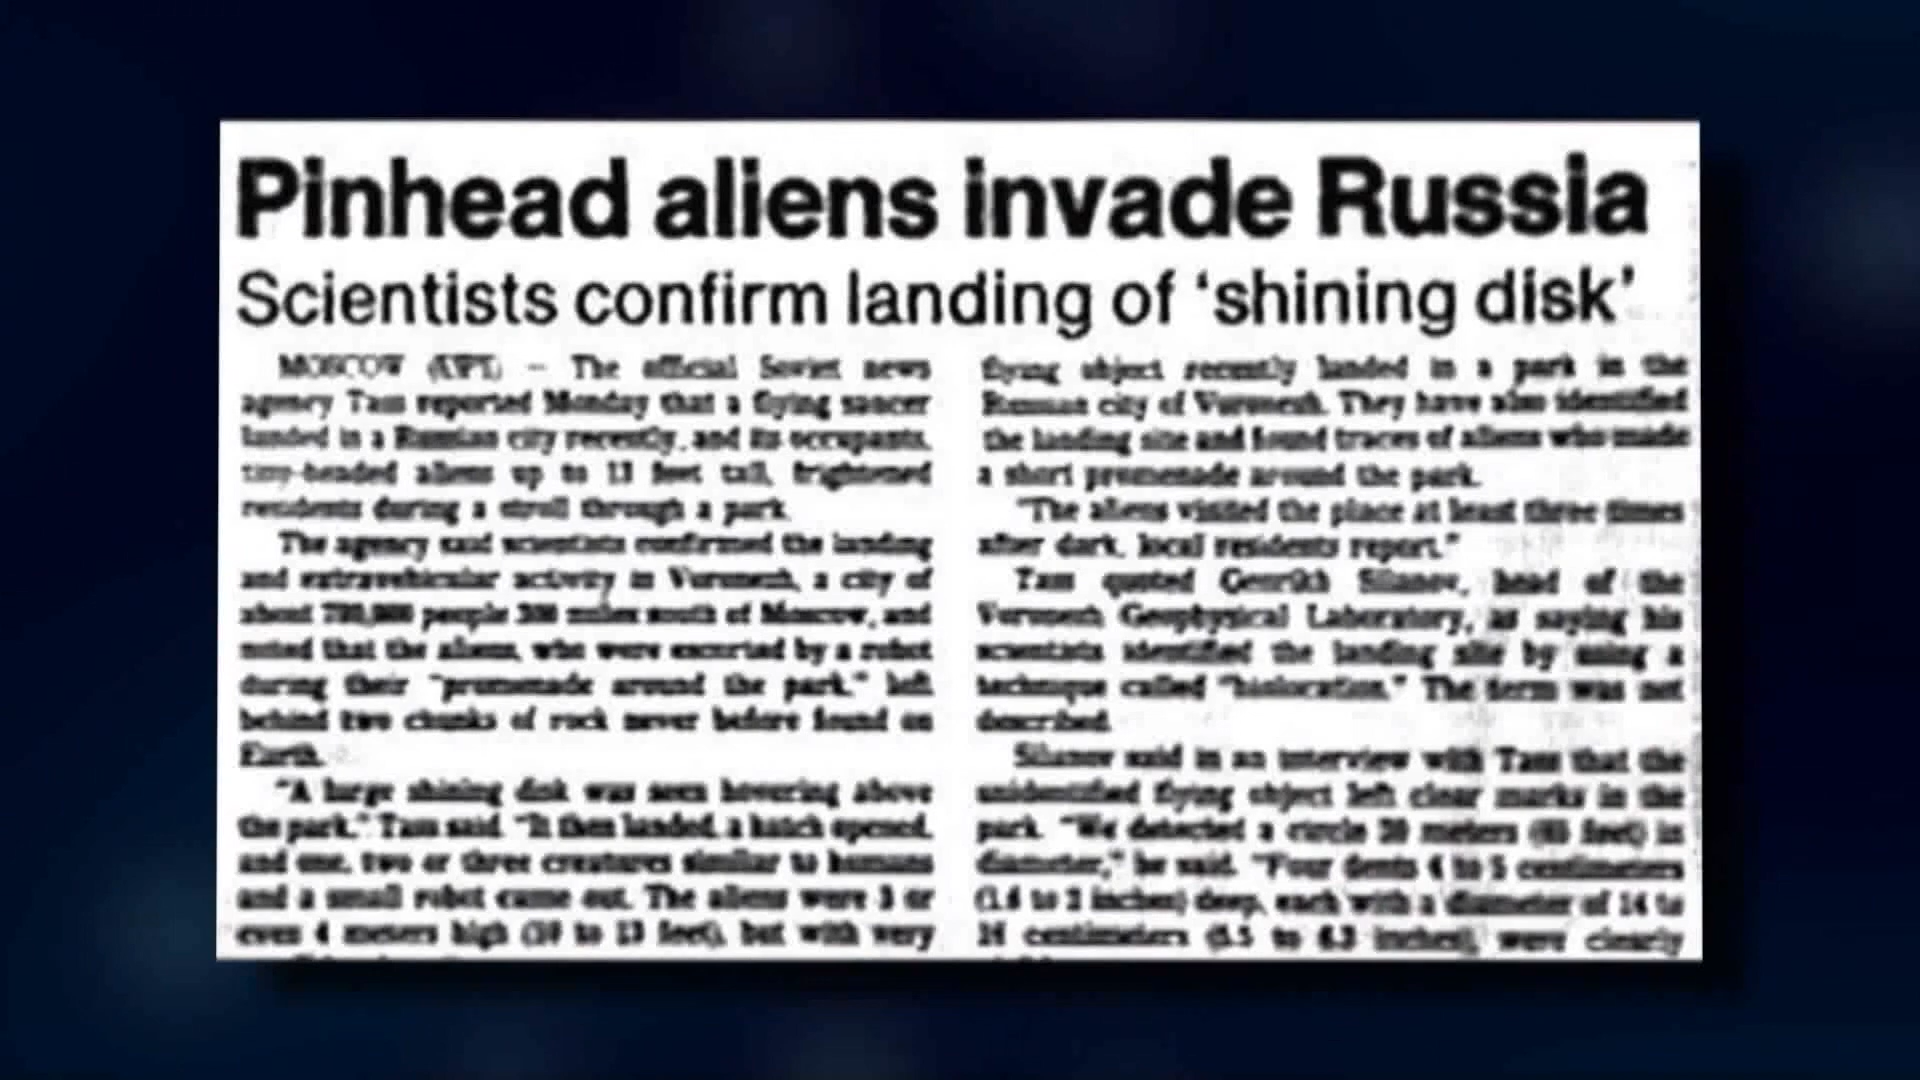 Pinhead aliens invade Russia
Scientists confirm landing of ‘shining disk’
MOSCOW (UPI) — The official Soviet news
agency Tass reported Monday that a flying saucer
landed in a Russian city recently, and its occupants,
tiny-headed aliens up to 13 feet tall, frightened
residents during a stroll through a park.
The agency said scientists confirmed the landing
and extravehicular activity in Voronezh, a city of
about people 300 miles south of Moscow, and
noted that the aliens, who were escorted by a robot
during their "promenade around the park," left
behind two chunks of rock never before found on
Earth.
"A large shining disk was seen hovering above
the park," Tass said. "It then landed, a hatch opened,
and one, two or three creatures similar to humans
and a small robot came out. The aliens were 3 or
even 4 meters high (10 to 13 feet), but with very
flying object recently landed in a park in the
Russian city of Voronezh. They have also identified
the landing site and found traces of aliens who made
a short promenade around the park.
"The aliens visited the place at least three times
after dark, local residents report."
Tass quoted Genrikh Silanov, head of the
Voronezh Geophysical Laboratory, as saying his
scientists identified the landing site by using a
technique called "biolocation." The term was not
described.
Silanov said in an interview with Tass that the
unidentified flying object left clear marks in the
park. "We detected a circle 20 meters (65 feet) in
diameter," he said. "Four dents 4 to 5 centimeters
(1.6 to 2 inches) deep, each with a diameter of 14 to
16 centimeters (5.5 to 6.3 inches), were clearly